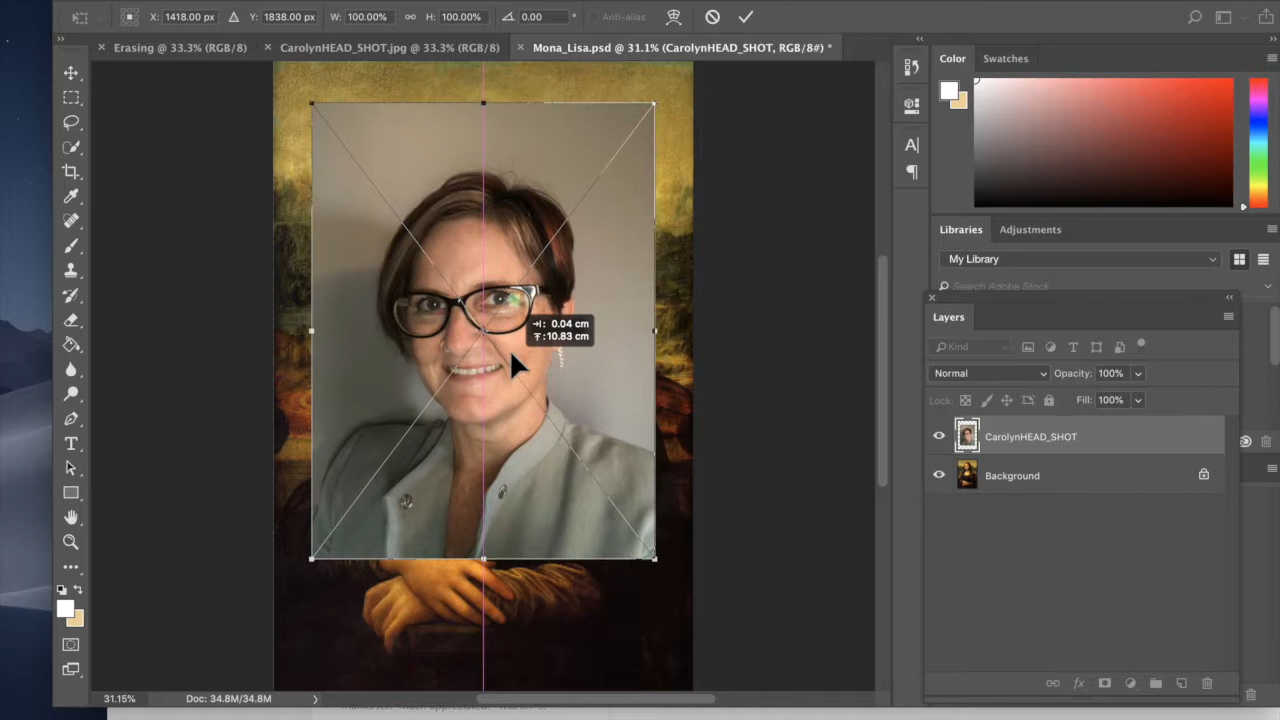 X: 1418.00 px Y: 1838.00 px W: 100.00% H: 100.00% 0.00 ° Anti-alias
Erasing @ 33.3% (RGB/8) CarolynHEAD_SHOT.jpg @ 33.3% (RGB/8) Mona_Lisa.psd @ 31.1% (CarolynHEAD_SHOT, RGB/8#) *
Color Swatches
Libraries Adjustments
My Library
Search Adobe Stock
Layers
Kind
Normal Opacity: 100%
Lock: Fill: 100%
CarolynHEAD_SHOT
Background
0.04 cm
10.83 cm
31.15% Doc: 34.8M/34.8M